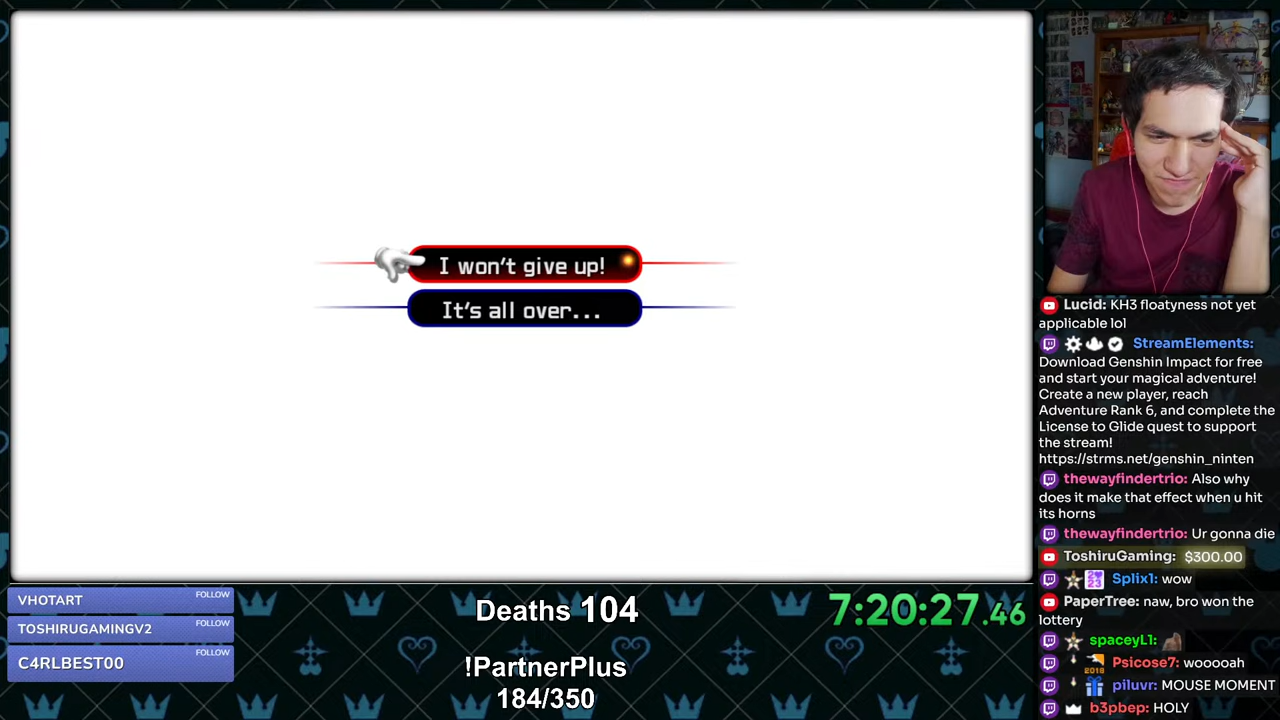 I won't give up!
It's all over...
Lucid: KH3 floatyness not yet
applicable lol
StreamElements:
Download Genshin Impact for free
and start your magical adventure!
Create a new player, reach
Adventure Rank 6, and complete the
License to Glide quest to support
the stream!
https://strms.net/genshin_ninten
thewayfindertrio: Also why
does it make that effect when u hit
its horns
thewayfindertrio: Ur gonna die
ToshiruGaming: $300.00
Splix1: wow
PaperTree: naw, bro won the
lottery
spaceyL1:
Psicose7: wooooah
piluvr: MOUSE MOMENT
b3pbep: HOLY
VHOTART FOLLOW
TOSHIRUGAMINGV2 FOLLOW
C4RLBEST00 FOLLOW
Deaths 104
!PartnerPlus
184/350
7:20:27.46